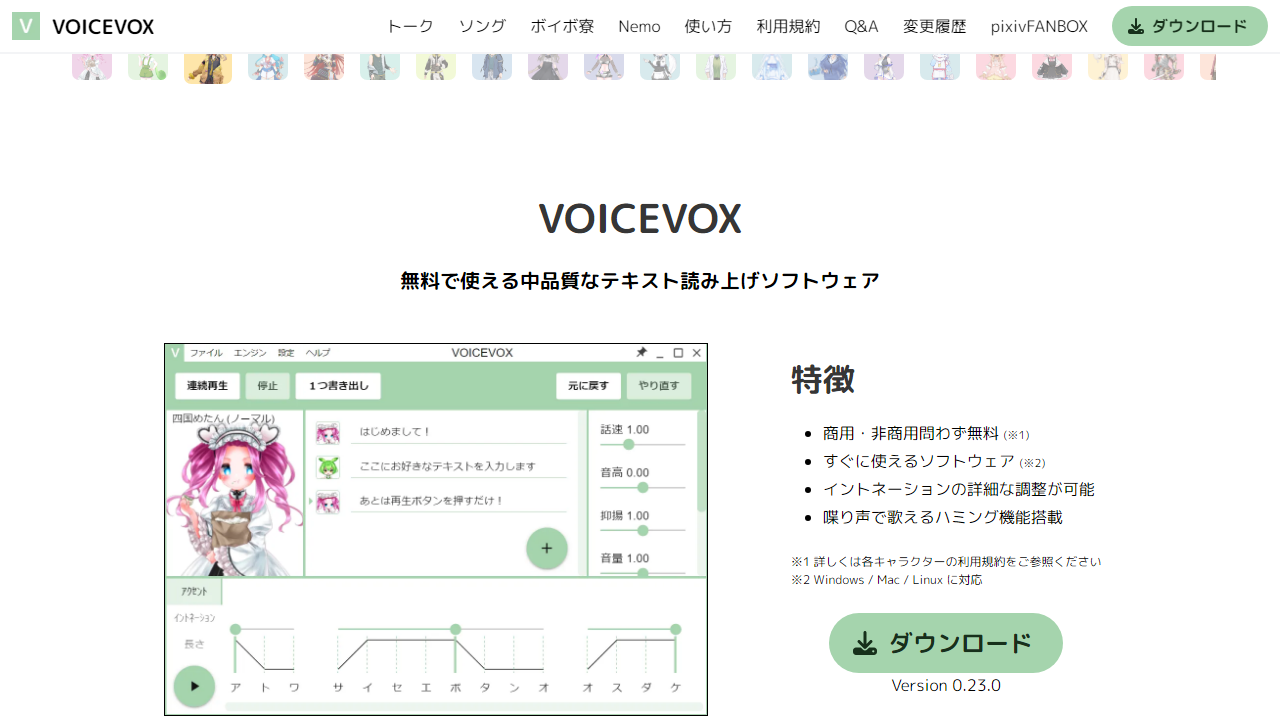 V VOICEVOX トーク ソング ボイボ寮 Nemo 使い方 利用規約 Q&A 変更履歴 pixivFANBOX ダウンロード
VOICEVOX
無料で使える中品質なテキスト読み上げソフトウェア
V ファイル エンジン 設定 ヘルプ VOICEVOX
連続再生 停止 1つ書き出し 元に戻す やり直す
四国めたん (ノーマル)
はじめまして！
ここにお好きなテキストを入力します
あとは再生ボタンを押すだけ！
話速 1.00
音高 0.00
抑揚 1.00
音量 1.00
アクセント
イントネーション
長さ
ア ト ワ サ イ セ エ ボ タ ン オ オ ス ダ ケ
特徴
商用・非商用問わず無料 (※1)
すぐに使えるソフトウェア (※2)
イントネーションの詳細な調整が可能
喋り声で歌えるハミング機能搭載
※1 詳しくは各キャラクターの利用規約をご参照ください
※2 Windows / Mac / Linux に対応
ダウンロード
Version 0.23.0